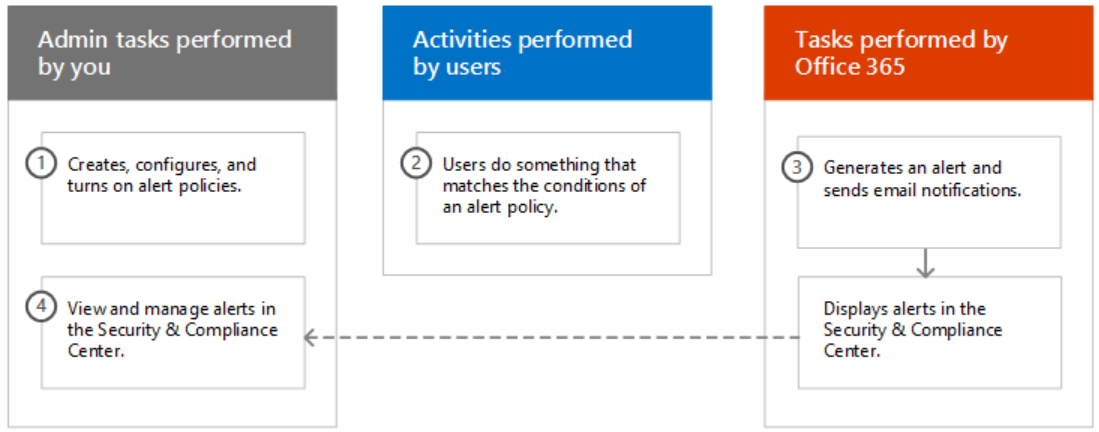 Admin tasks performed
by you
1
Creates, configures, and
turns on alert policies.
4
View and manage alerts in
the Security & Compliance
Center.
Activities performed
by users
2
Users do something that
matches the conditions of
an alert policy.
Tasks performed by
Office 365
3
Generates an alert and
sends email notifications.
Displays alerts in the
Security & Compliance
Center.